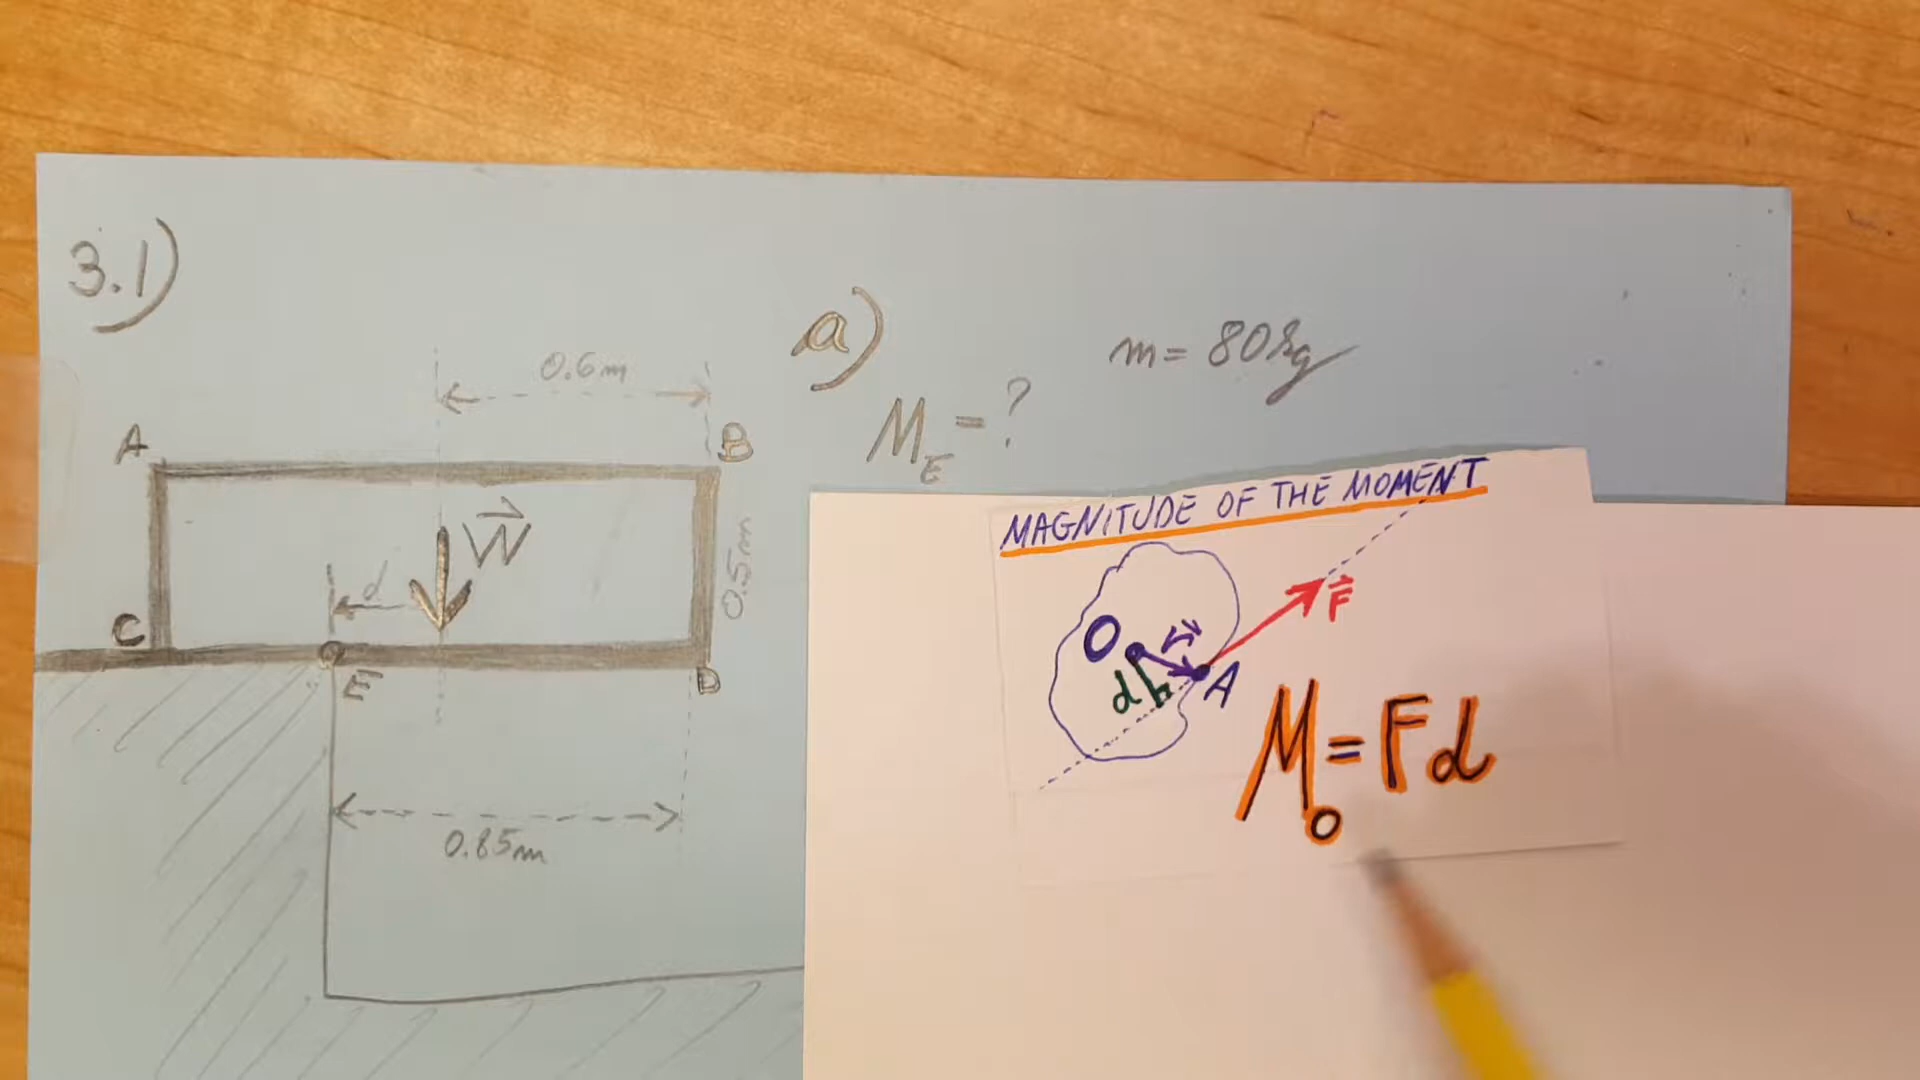 3.1)
a)
m = 80kg
M_E = ?
0.6m
A
B
W
d
0.5m
C
E
D
0.85m
MAGNITUDE OF THE MOMENT
F
O
r
A
d
M_O = Fd